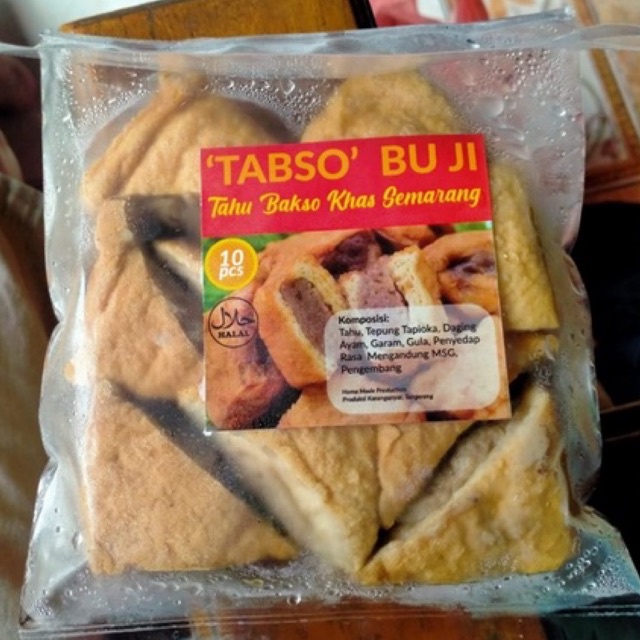 'TABSO' BU JI
Tahu Bakso Khas Semarang
10
pcs
حلال
HALAL
Komposisi:
Tahu, Tepung Tapioka, Daging
Ayam, Garam, Gula, Penyedap
Rasa Mengandung MSG,
Pengembang
Home Made Production